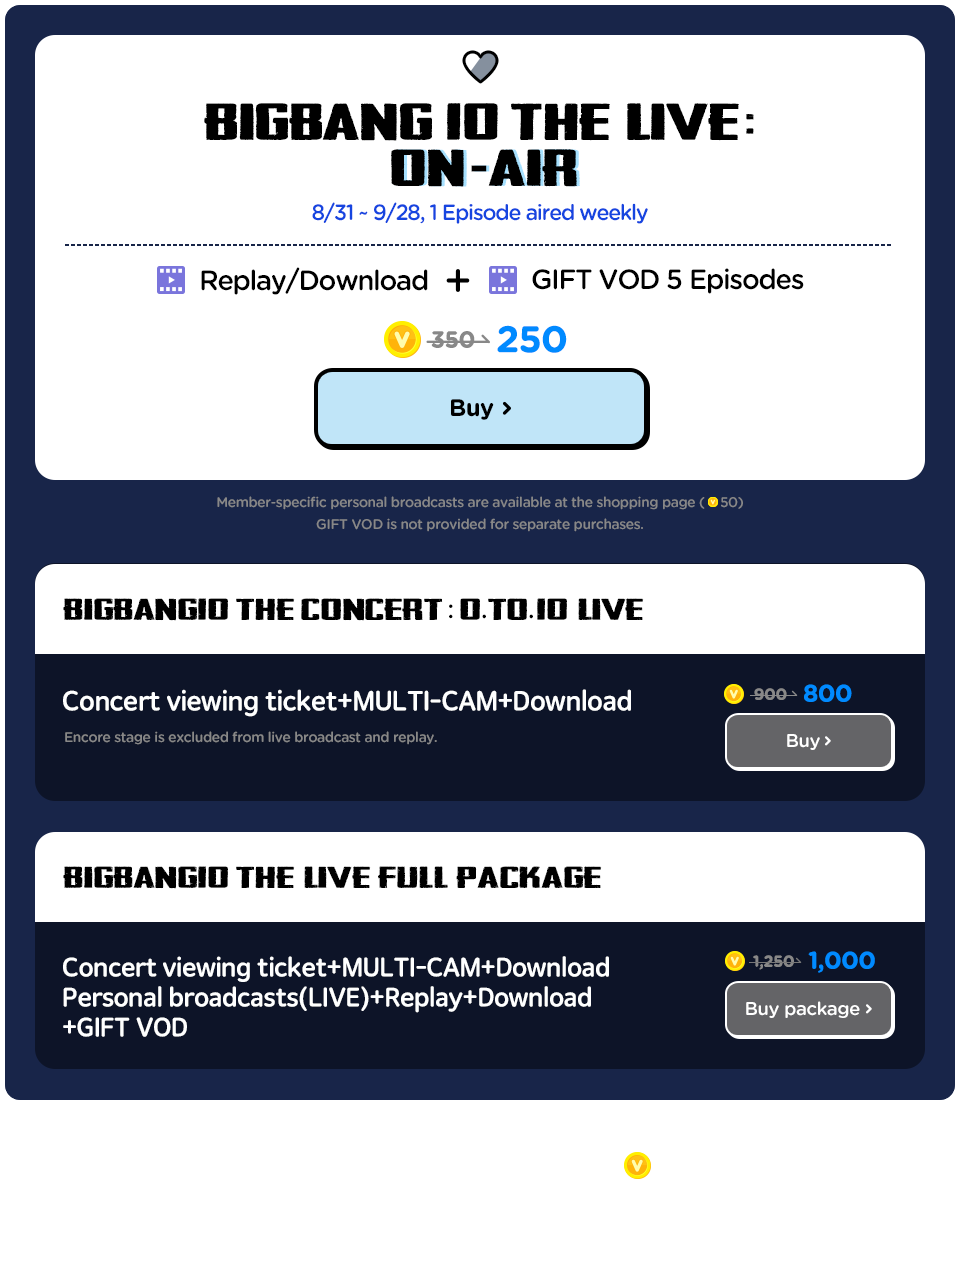 BIGBANG10 THE LIVE:
ON-AIR
8/31 ~ 9/28, 1 Episode aired weekly
Replay/Download + GIFT VOD 5 Episodes
V 350 250
Buy >
Member-specific personal broadcasts are available at the shopping page ( V 50)
GIFT VOD is not provided for separate purchases.
BIGBANG10 THE CONCERT : 0.TO.10 LIVE
Concert viewing ticket+MULTI-CAM+Download
Encore stage is excluded from live broadcast and replay.
V 900 800
Buy >
BIGBANG10 THE LIVE FULL PACKAGE
Concert viewing ticket+MULTI-CAM+Download
Personal broadcasts(LIVE)+Replay+Download
+GIFT VOD
V 1,250 1,000
Buy package >
V